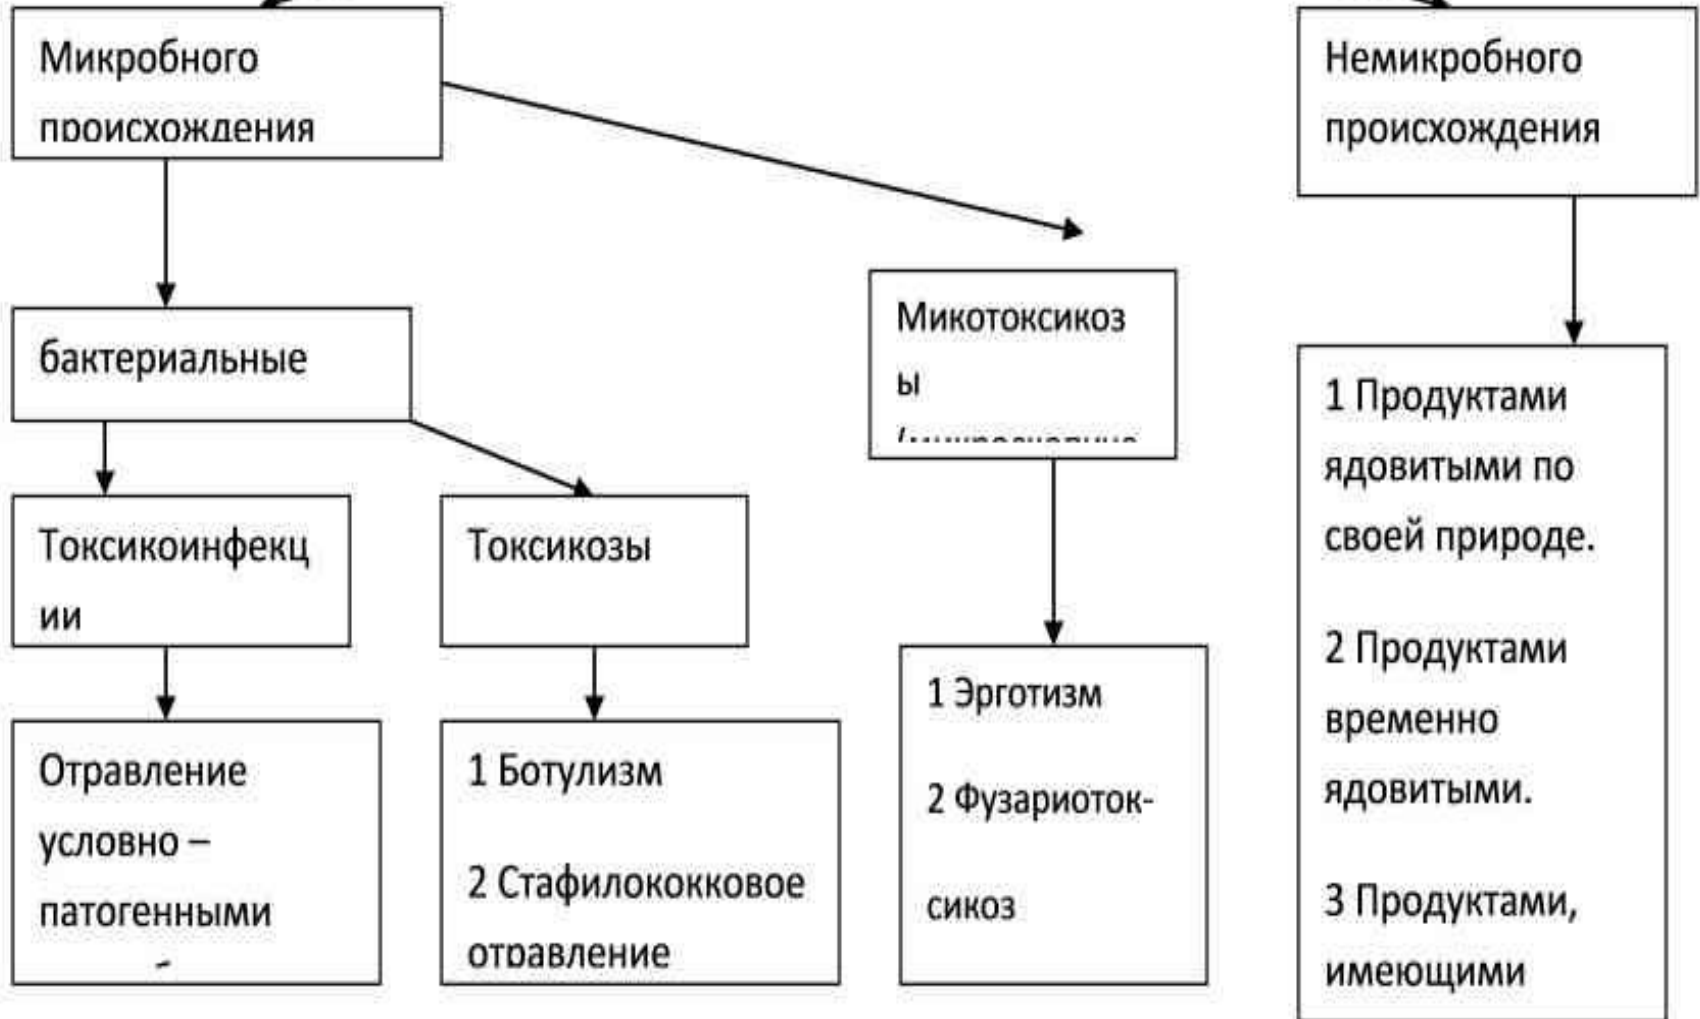 Микробного
происхождения
Немикробного
происхождения
бактериальные
Микотоксикоз
ы
Токсикоинфекц
ии
Токсикозы
Отравление
условно –
патогенными
1 Ботулизм
2 Стафилококковое
отравление
1 Эрготизм
2 Фузариоток-
сикоз
1 Продуктами
ядовитыми по
своей природе.
2 Продуктами
временно
ядовитыми.
3 Продуктами,
имеющими